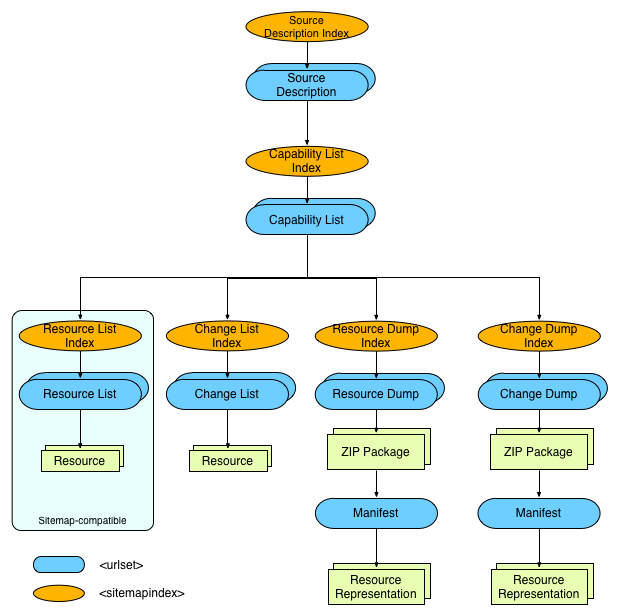 Source
Description Index
Source
Description
Capability List
Index
Capability List
Resource List
Index
Change List
Index
Resource Dump
Index
Change Dump
Index
Resource List
Change List
Resource Dump
Change Dump
Resource
Resource
ZIP Package
ZIP Package
Manifest
Manifest
Sitemap-compatible
<urlset>
<sitemapindex>
Resource
Representation
Resource
Representation